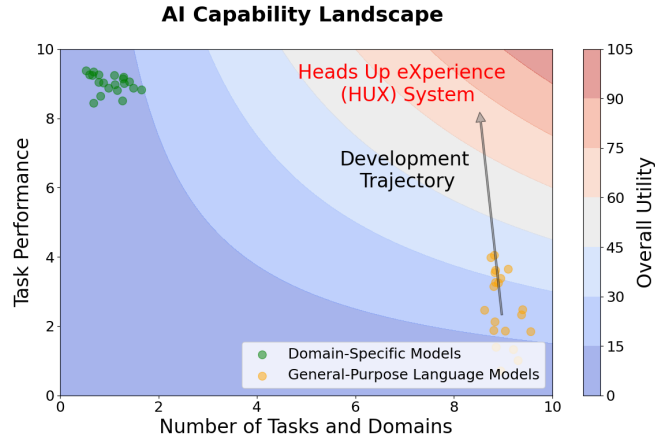 AI Capability Landscape
10
8
6
4
2
0
Task Performance
Heads Up eXperience
(HUX) System
Development
Trajectory
Domain-Specific Models
General-Purpose Language Models
0
2
4
6
8
10
Number of Tasks and Domains
105
90
75
60
45
30
15
0
Overall Utility